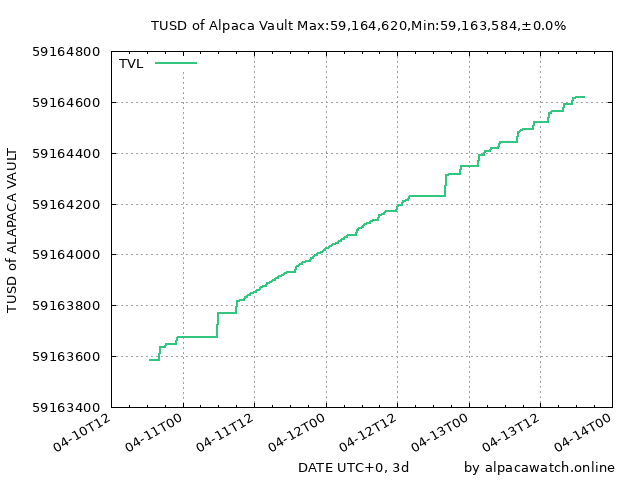 TUSD of Alpaca Vault Max:59,164,620,Min:59,163,584,±0.0%
TVL
59164800
59164600
59164400
59164200
59164000
59163800
59163600
59163400
TUSD of ALAPACA VAULT
04-10T12
04-11T00
04-11T12
04-12T00
04-12T12
04-13T00
04-13T12
04-14T00
DATE UTC+0, 3d
by alpacawatch.online